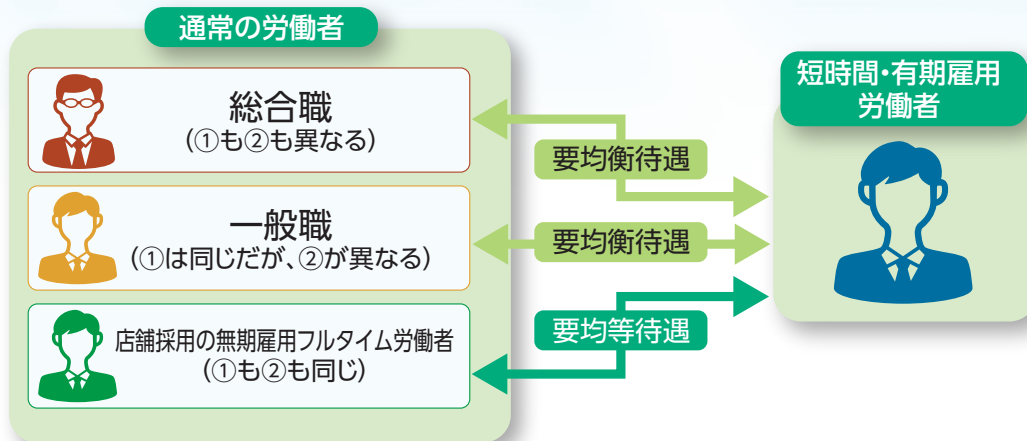 通常の労働者
総合職
(①も②も異なる)
一般職
(①は同じだが、②が異なる)
店舗採用の無期雇用フルタイム労働者
(①も②も同じ)
要均衡待遇
要均衡待遇
要均等待遇
短時間・有期雇用
労働者